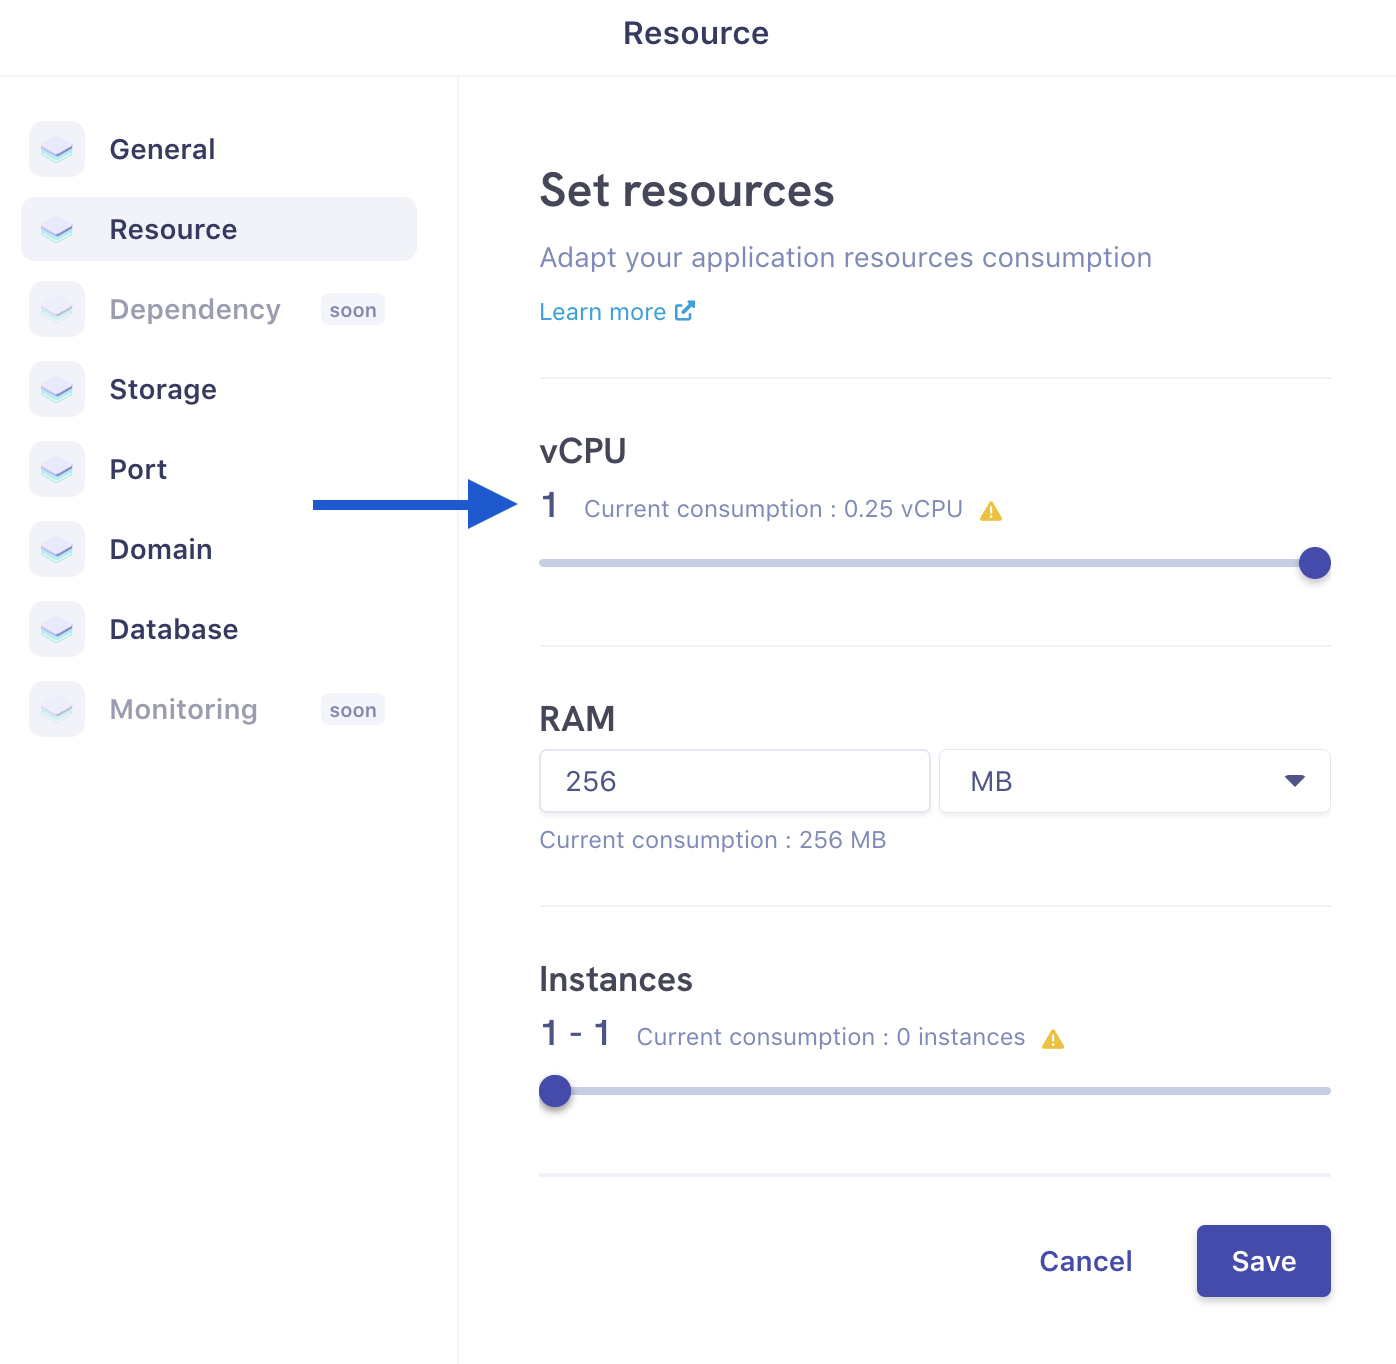 Resource
General
Resource
Dependency soon
Storage
Port
Domain
Database
Monitoring soon
Set resources
Adapt your application resources consumption
Learn more
vCPU
1 Current consumption : 0.25 vCPU
RAM
256 MB
Current consumption : 256 MB
Instances
1 - 1 Current consumption : 0 instances
Cancel Save